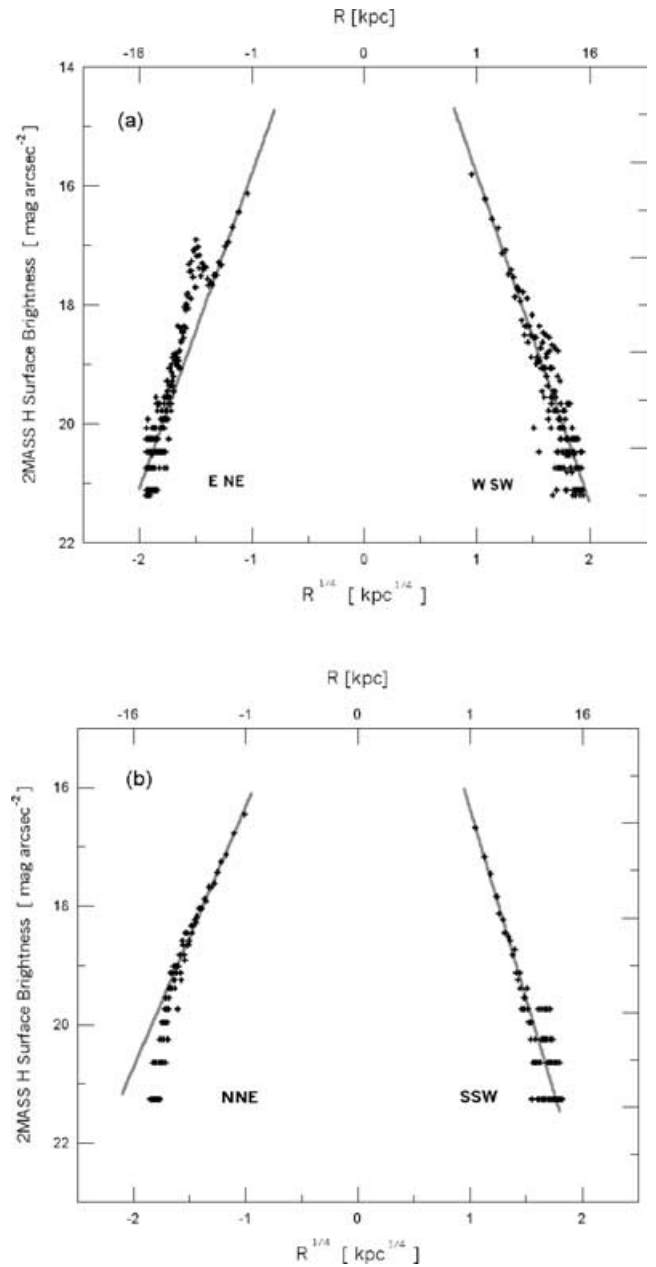 R [kpc]
-18 -1 1 16
14
(a)
16
18
20
22
2MASS H Surface Brightness [ mag arcsec-2 ]
E NE
W SW
-2 -1 0 1 2
R 1/4 [ kpc 1/4 ]
R [kpc]
-16 -1 0 1 16
(b)
16
18
20
22
2MASS H Surface Brightness [ mag arcsec-2 ]
NNE
SSW
-2 -1 0 1 2
R 1/4 [ kpc 1/4 ]